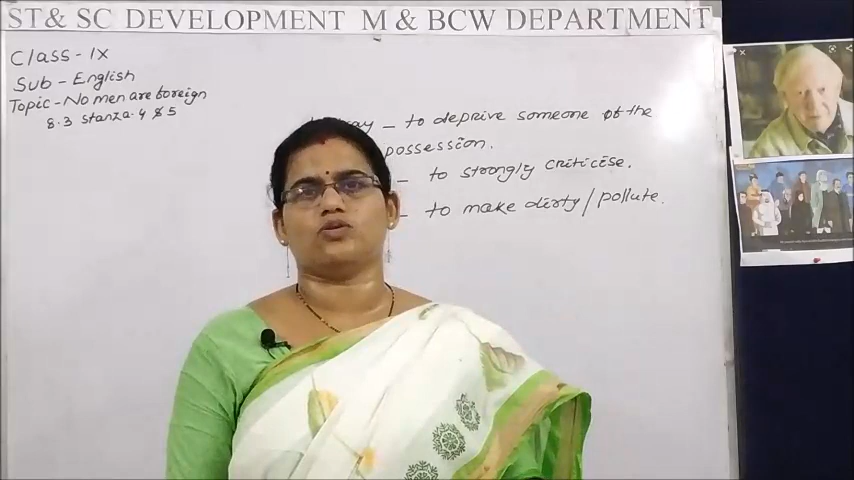 ST& SC DEVELOPMENT M & BCW DEPARTMENT
Class-IX
Sub - English
Topic - No men are foreign
8.3 stanza. 4 & 5
– to deprive someone of the
possession.
– to strongly criticise.
– to make dirty/pollute.